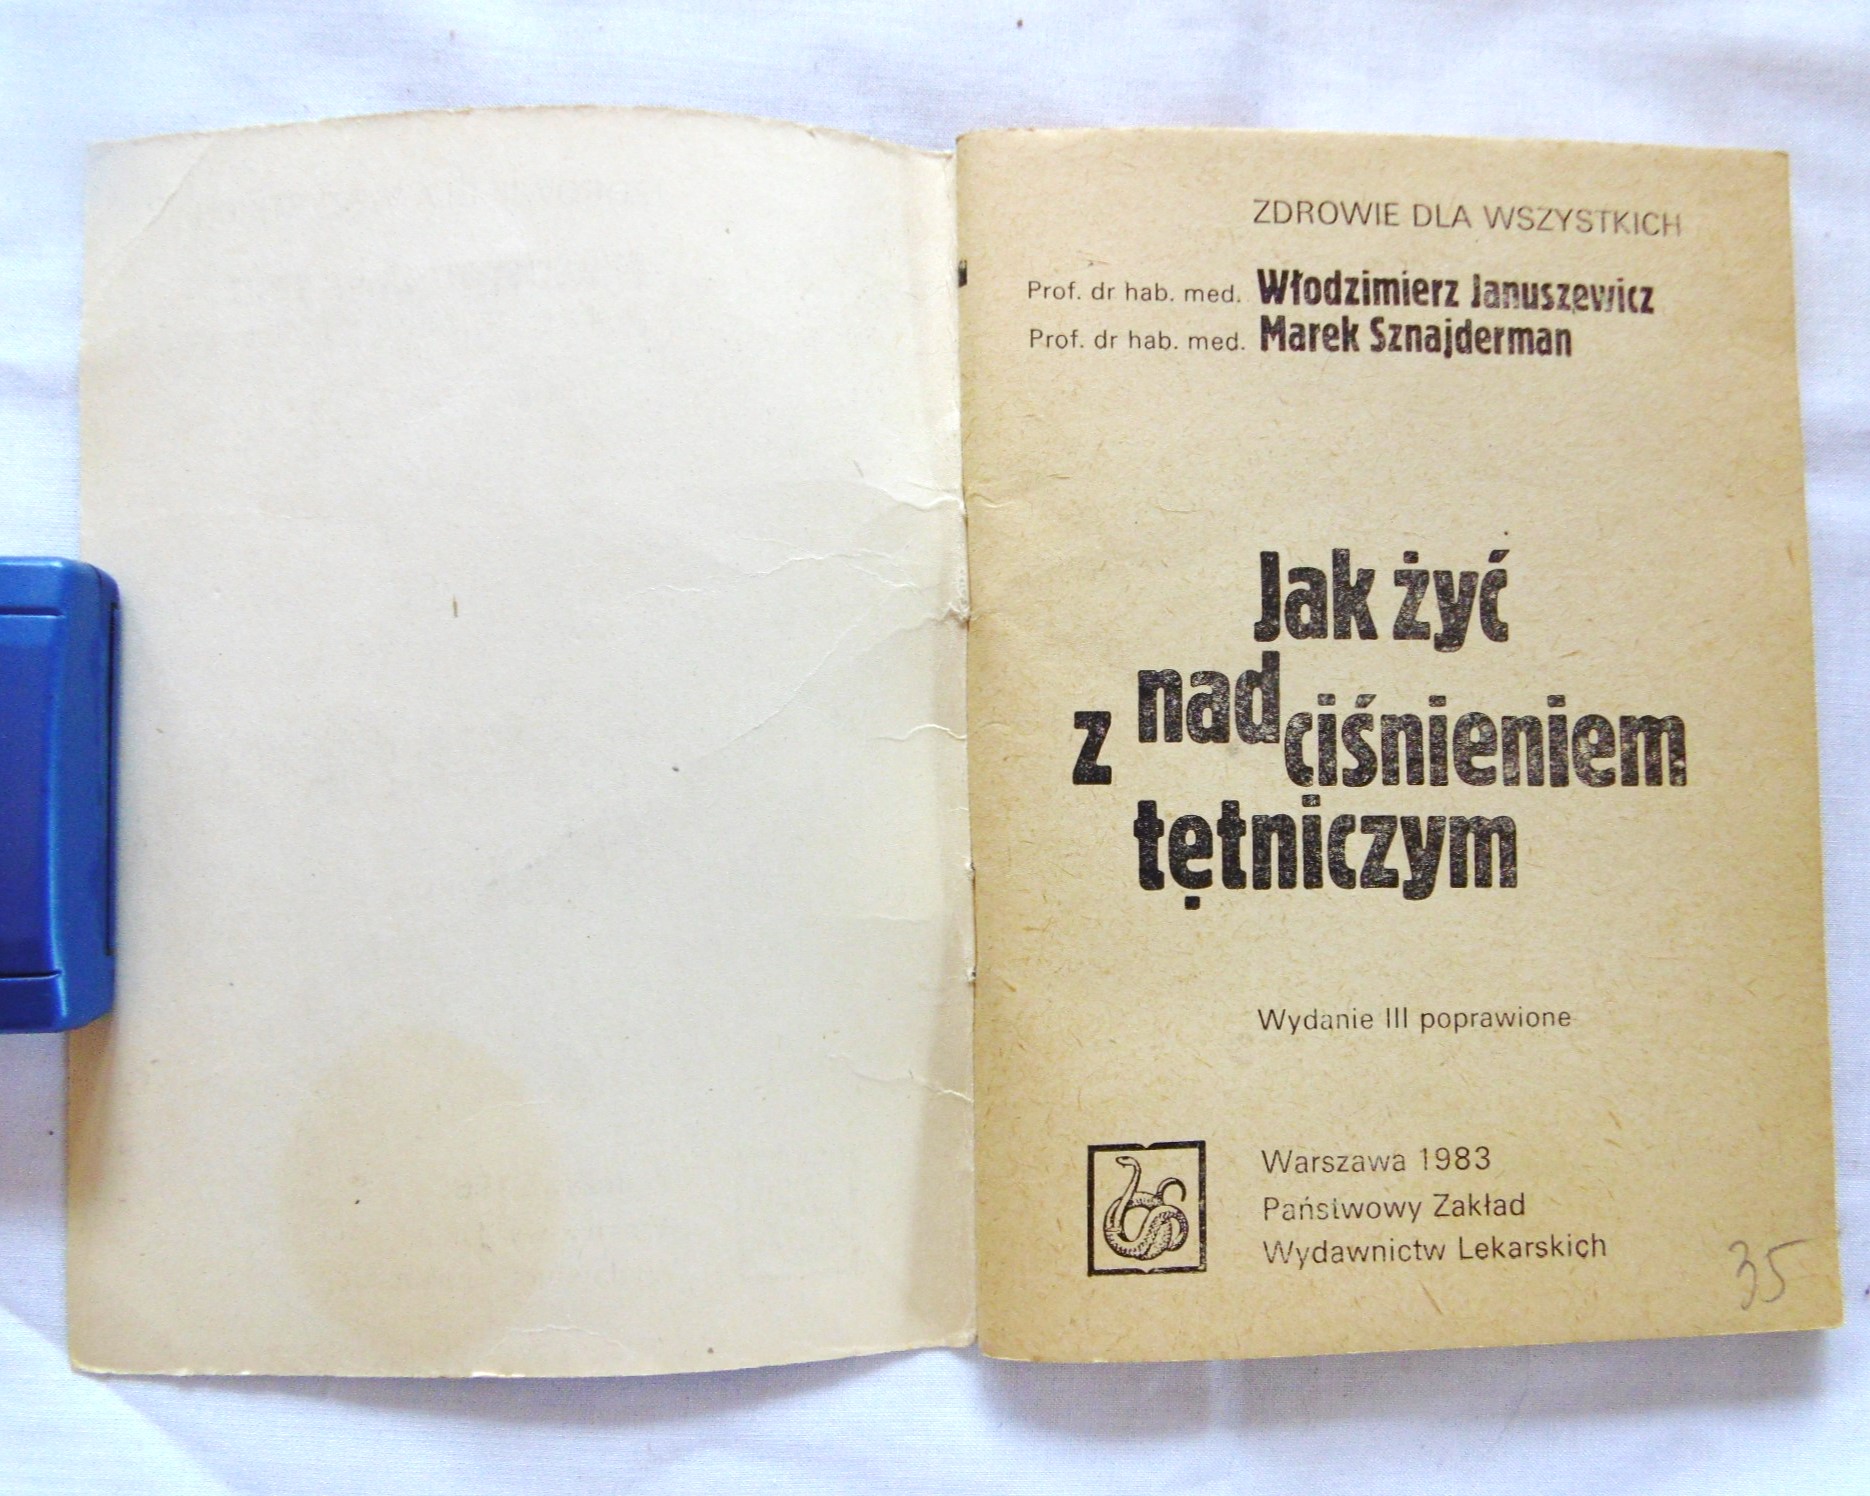 ZDROWIE DLA WSZYSTKICH
Prof. dr hab. med. Włodzimierz Januszewicz
Prof. dr hab. med. Marek Sznajderman
Jak żyć
z nadciśnieniem
tętniczym
Wydanie III poprawione
Warszawa 1983
Państwowy Zakład
Wydawnictw Lekarskich
35